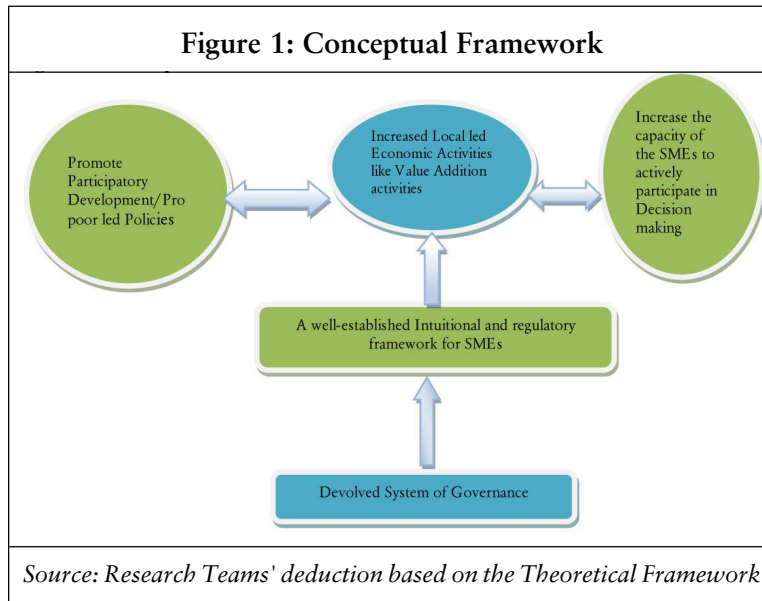 Figure 1: Conceptual Framework
Promote
Participatory
Development/Pro
poor led Policies
Increased Local led
Economic Activities
like Value Addition
activities
Increase the
capacity of
the SMEs to
actively
participate in
Decision
making
A well-established Intuitional and regulatory
framework for SMEs
Devolved System of Governance
Source: Research Teams' deduction based on the Theoretical Framework